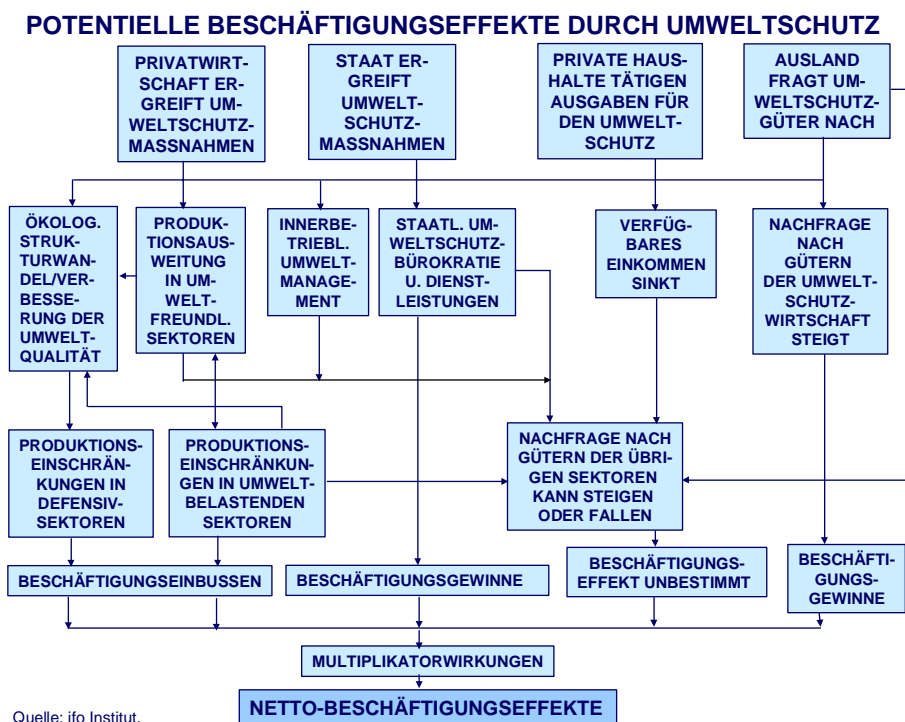 POTENTIELLE BESCHÄFTIGUNGSEFFEKTE DURCH UMWELTSCHUTZ
PRIVATWIRT-
SCHAFT ER-
GREIFT UM-
WELTSCHUTZ-
MASSNAHMEN
STAAT ER-
GREIFT
UMWELT-
SCHUTZ-
MASSNAHMEN
PRIVATE HAUS-
HALTE TÄTIGEN
AUSGABEN FÜR
DEN UMWELT-
SCHUTZ
AUSLAND
FRAGT UM-
WELTSCHUTZ-
GÜTER NACH
ÖKOLOG.
STRUK-
TURWAN-
DEL/VER-
BESSE-
RUNG DER
UMWELT-
QUALITÄT
PRODUK-
TIONSAUS-
WEITUNG
IN UM-
WELT-
FREUNDL.
SEKTOREN
INNERBE-
TRIEBL.
UMWELT-
MANAGE-
MENT
STAATL. UM-
WELTSCHUTZ-
BÜROKRATIE
U. DIENST-
LEISTUNGEN
VERFÜG-
BARES
EINKOMMEN
SINKT
NACHFRAGE
NACH
GÜTERN
DER UMWELT-
SCHUTZ-
WIRTSCHAFT
STEIGT
PRODUKTIONS-
EINSCHRÄN-
KUNGEN IN
DEFENSIV-
SEKTOREN
PRODUKTIONS-
EINSCHRÄNKUN-
GEN IN UMWELT-
BELASTENDEN
SEKTOREN
NACHFRAGE NACH
GÜTERN DER ÜBRI-
GEN SEKTOREN
KANN STEIGEN
ODER FALLEN
BESCHÄFTIGUNGSEINBUSSEN
BESCHÄFTIGUNGSGEWINNE
BESCHÄFTIGUNGS-
EFFEKT UNBESTIMMT
BESCHÄFTI-
GUNGS-
GEWINNE
MULTIPLIKATORWIRKUNGEN
NETTO-BESCHÄFTIGUNGSEFFEKTE
Quelle: ifo Institut.